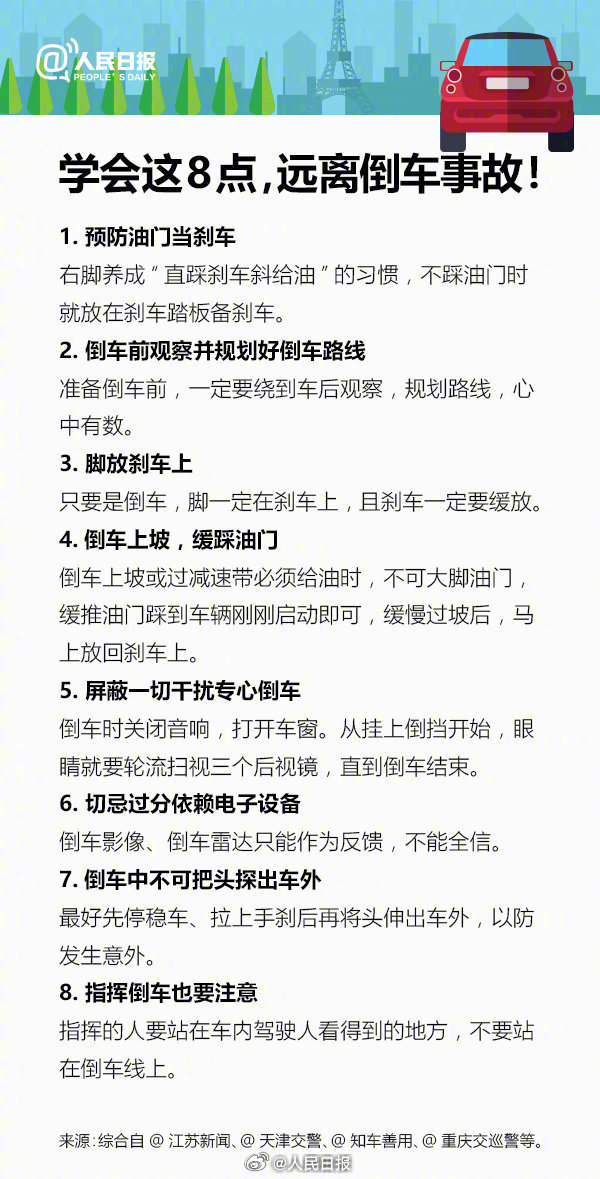 @人民日报
PEOPLE'S DAILY
学会这8点，远离倒车事故！
1. 预防油门当刹车
右脚养成“直踩刹车斜给油”的习惯，不踩油门时
就放在刹车踏板备刹车。
2. 倒车前观察并规划好倒车路线
准备倒车前，一定要绕到车后观察，规划路线，心
中有数。
3. 脚放刹车上
只要是倒车，脚一定在刹车上，且刹车一定要缓放。
4. 倒车上坡，缓踩油门
倒车上坡或过减速带必须给油时，不可大脚油门，
缓推油门踩到车辆刚刚启动即可，缓慢过坡后，马
上放回刹车上。
5. 屏蔽一切干扰专心倒车
倒车时关闭音响，打开车窗。从挂上倒挡开始，眼
睛就要轮流扫视三个后视镜，直到倒车结束。
6. 切忌过分依赖电子设备
倒车影像、倒车雷达只能作为反馈，不能全信。
7. 倒车中不可把头探出车外
最好先停稳车、拉上手刹后再将头伸出车外，以防
发生意外。
8. 指挥倒车也要注意
指挥的人要站在车内驾驶人看得到的地方，不要站
在倒车线上。
来源：综合自 @ 江苏新闻、@ 天津交警、@ 知车善用、@ 重庆交巡警等。
@人民日报